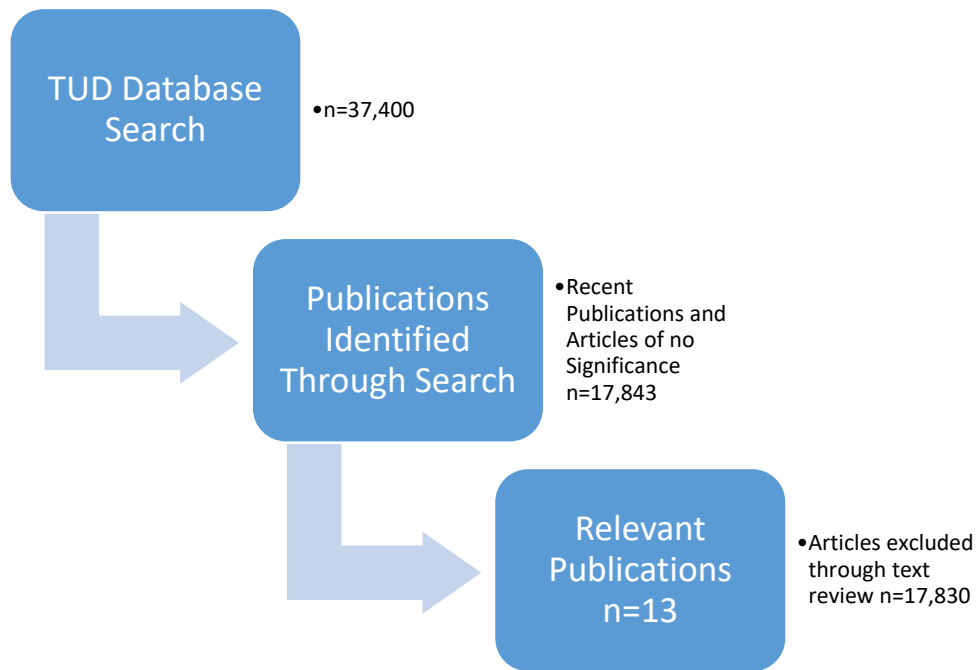 TUD Database
Search
•n=37,400
Publications
Identified
Through Search
•Recent
Publications and
Articles of no
Significance
n=17,843
Relevant
Publications
n=13
•Articles excluded
through text
review n=17,830